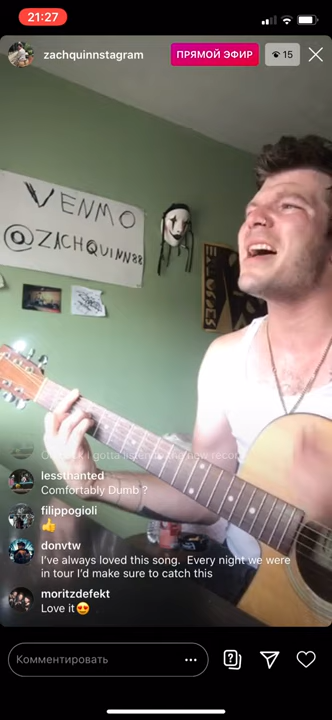 21:27
zachquinnstagram
ПРЯМОЙ ЭФИР
15
VENMO
@ZACHQUINN88
lessthanted
Comfortably Dumb ?
filippogioli
👍
donvtw
I've always loved this song. Every night we were
in tour I'd make sure to catch this
moritzdefekt
Love it😍
Комментировать